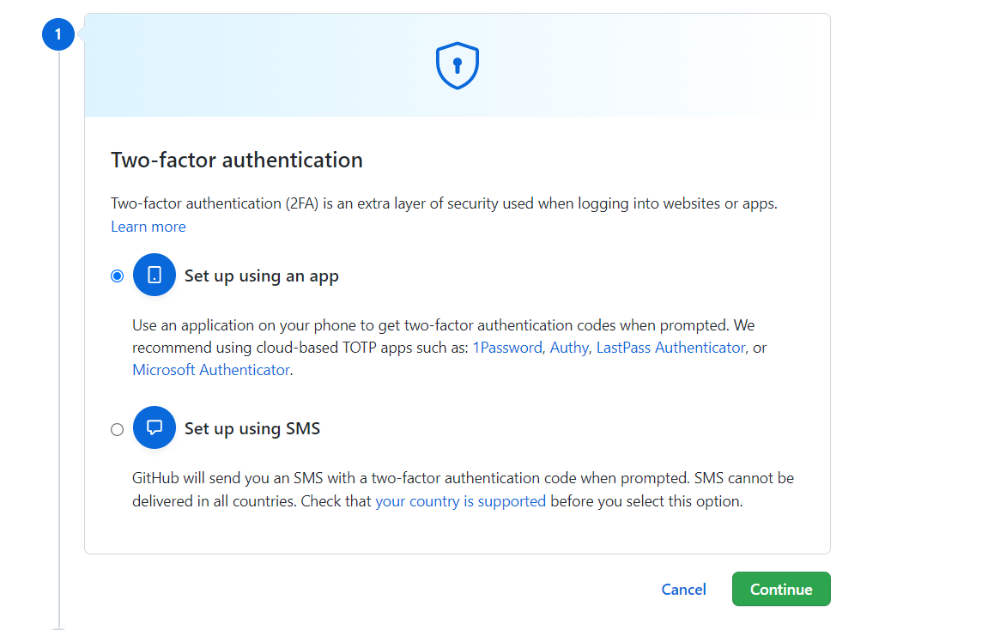 1
Two-factor authentication
Two-factor authentication (2FA) is an extra layer of security used when logging into websites or apps.
Learn more
Set up using an app
Use an application on your phone to get two-factor authentication codes when prompted. We
recommend using cloud-based TOTP apps such as: 1Password, Authy, LastPass Authenticator, or
Microsoft Authenticator.
Set up using SMS
GitHub will send you an SMS with a two-factor authentication code when prompted. SMS cannot be
delivered in all countries. Check that your country is supported before you select this option.
Cancel Continue